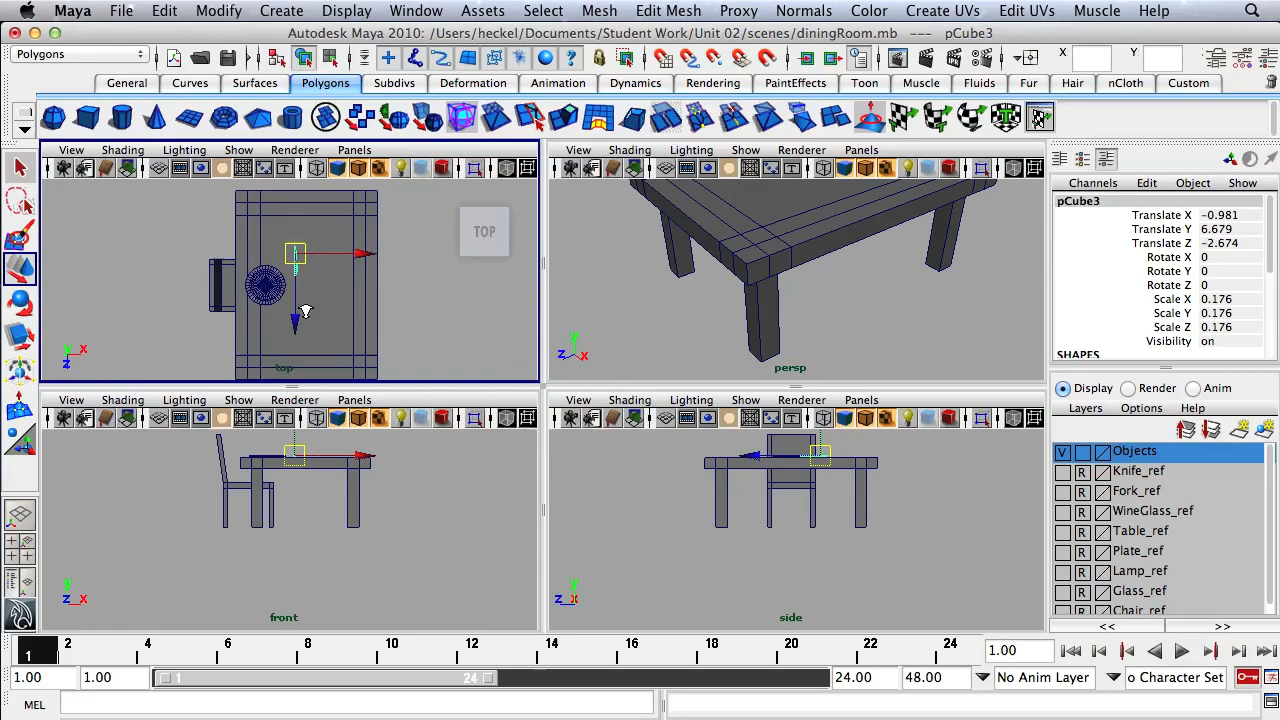 Maya File Edit Modify Create Display Window Assets Select Mesh Edit Mesh Proxy Normals Color Create UVs Edit UVs Muscle Help
Autodesk Maya 2010: /Users/heckel/Documents/Student Work/Unit 02/scenes/diningRoom.mb --- pCube3
Polygons X Y
General Curves Surfaces Polygons Subdivs Deformation Animation Dynamics Rendering PaintEffects Toon Muscle Fluids Fur Hair nCloth Custom
View Shading Lighting Show Renderer Panels
View Shading Lighting Show Renderer Panels
TOP
x
z
top
y
z x
persp
View Shading Lighting Show Renderer Panels
View Shading Lighting Show Renderer Panels
y
z x
front
y
z x
side
Channels Edit Object Show
pCube3
Translate X -0.981
Translate Y 6.679
Translate Z -2.674
Rotate X 0
Rotate Y 0
Rotate Z 0
Scale X 0.176
Scale Y 0.176
Scale Z 0.176
Visibility on
SHAPES
Display Render Anim
Layers Options Help
V Objects
R Knife_ref
R Fork_ref
R WineGlass_ref
R Table_ref
R Plate_ref
R Lamp_ref
R Glass_ref
R Chair_ref
<< >>
1 2 4 6 8 10 12 14 16 18 20 22 24 1.00
1.00 1.00 1 24 24.00 48.00 No Anim Layer o Character Set
MEL